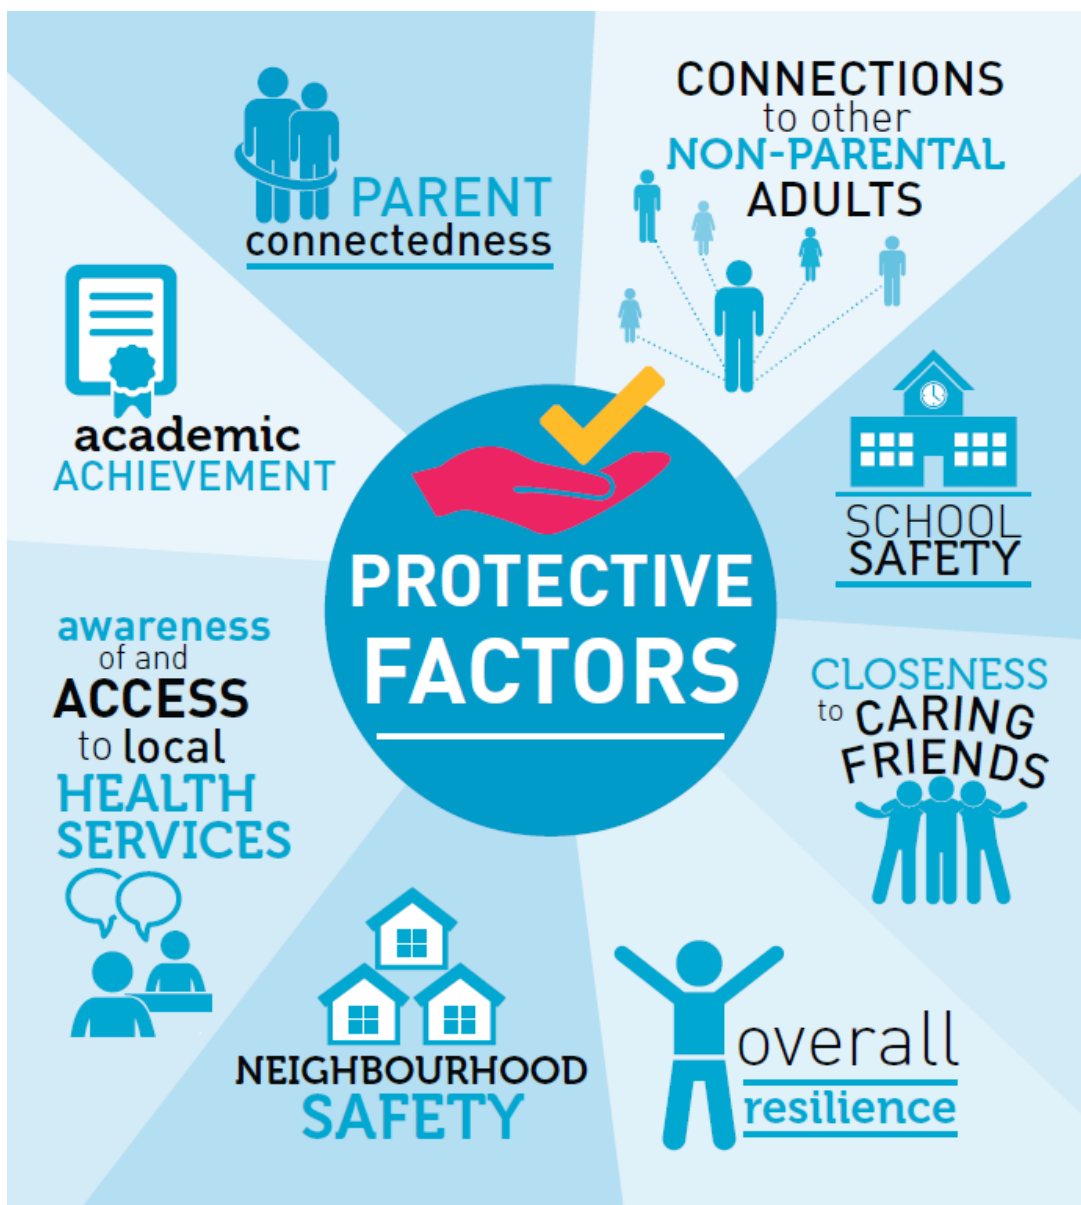 PROTECTIVE
FACTORS
PARENT
connectedness
CONNECTIONS
to other
NON-PARENTAL
ADULTS
SCHOOL
SAFETY
CLOSENESS
to CARING
FRIENDS
overall
resilience
NEIGHBOURHOOD
SAFETY
awareness
of and
ACCESS
to local
HEALTH
SERVICES
academic
ACHIEVEMENT